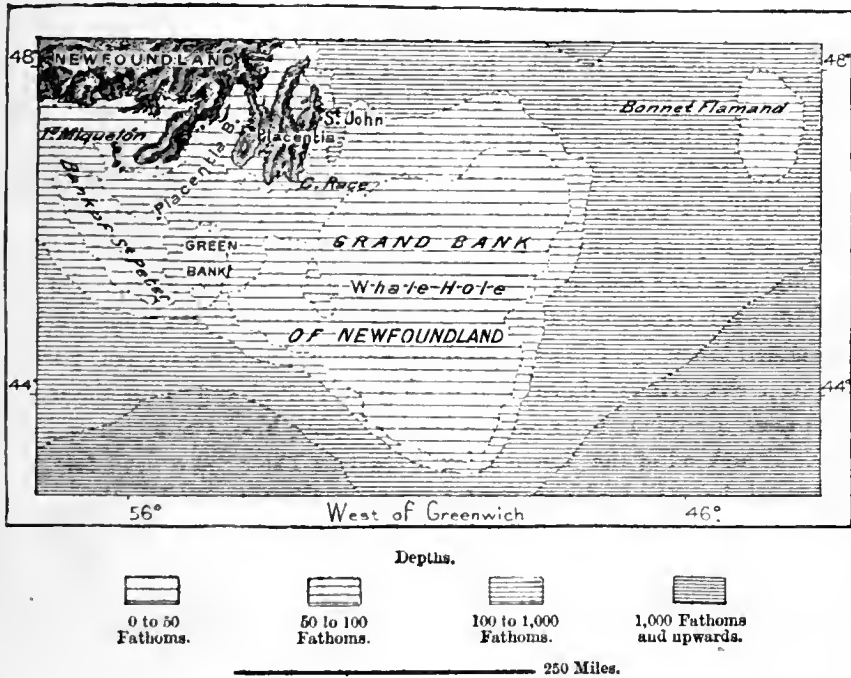 48°
NEWFOUNDLAND
48°
Bonnet Flamand
St. John
Placentia
Placentia B.
C. Race
Bank of St Peter
GREEN
BANK
GRAND BANK
Whale-Hole
OF NEWFOUNDLAND
44°
44°
56°
West of Greenwich
46°
Depths.
0 to 50
Fathoms.
50 to 100
Fathoms.
100 to 1,000
Fathoms.
1,000 Fathoms
and upwards.
250 Miles.